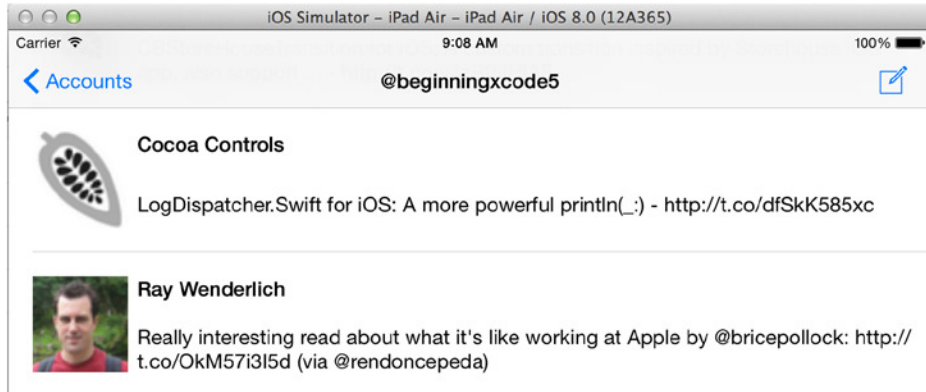 iOS Simulator – iPad Air – iPad Air / iOS 8.0 (12A365)
Carrier 9:08 AM 100%
Accounts @beginningxcode5
Cocoa Controls
LogDispatcher.Swift for iOS: A more powerful println(_:) - http://t.co/dfSkK585xc
Ray Wenderlich
Really interesting read about what it's like working at Apple by @bricepollock: http://
t.co/OkM57i3I5d (via @rendoncepeda)